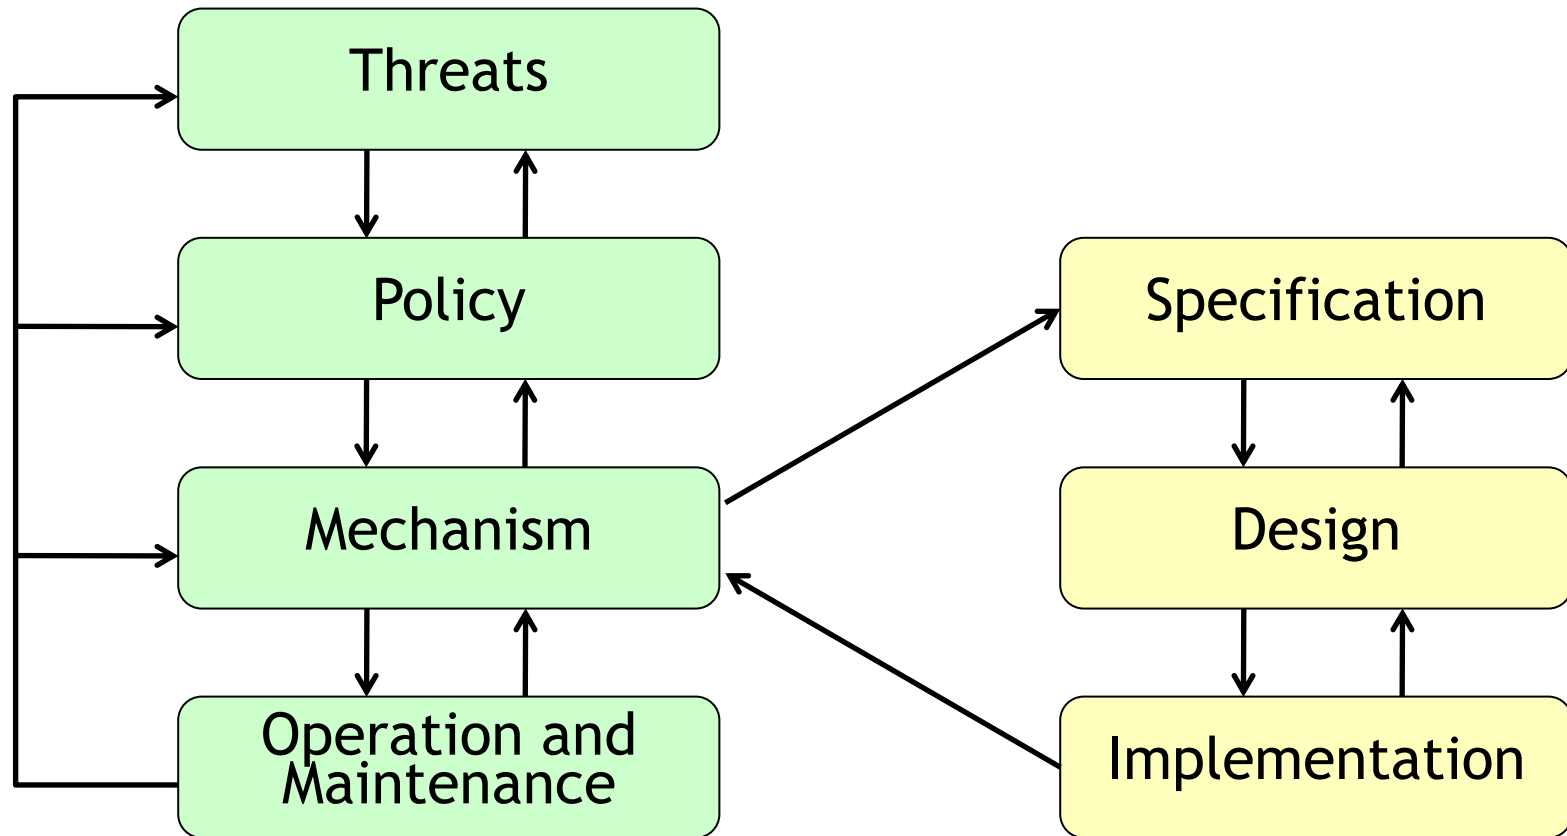 Threats
Policy
Mechanism
Operation and
Maintenance
Specification
Design
Implementation